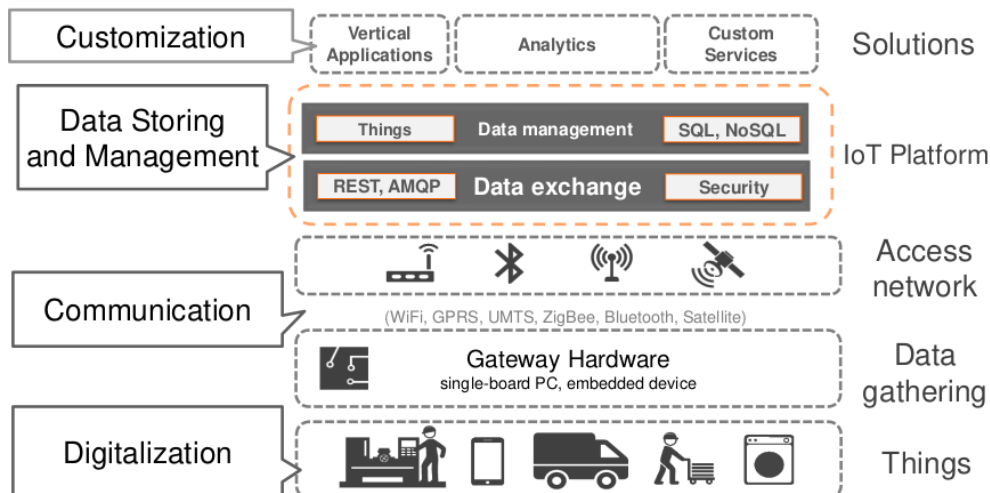 Customization
Vertical
Applications
Analytics
Custom
Services
Solutions
Data Storing
and Management
Things
Data management
SQL, NoSQL
REST, AMQP
Data exchange
Security
IoT Platform
Access
network
Communication
(WiFi, GPRS, UMTS, ZigBee, Bluetooth, Satellite)
Gateway Hardware
single-board PC, embedded device
Data
gathering
Digitalization
Things